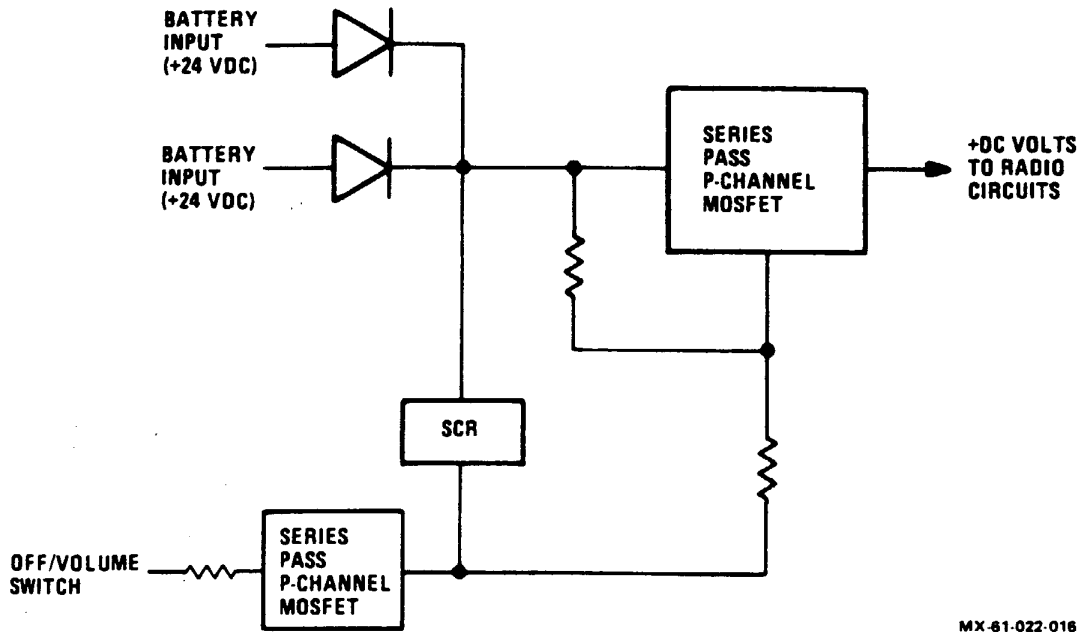 BATTERY
INPUT
(+24 VDC)
BATTERY
INPUT
(+24 VDC)
SERIES
PASS
P-CHANNEL
MOSFET
+DC VOLTS
TO RADIO
CIRCUITS
SCR
OFF/VOLUME
SWITCH
SERIES
PASS
P-CHANNEL
MOSFET
MX-61-022-016